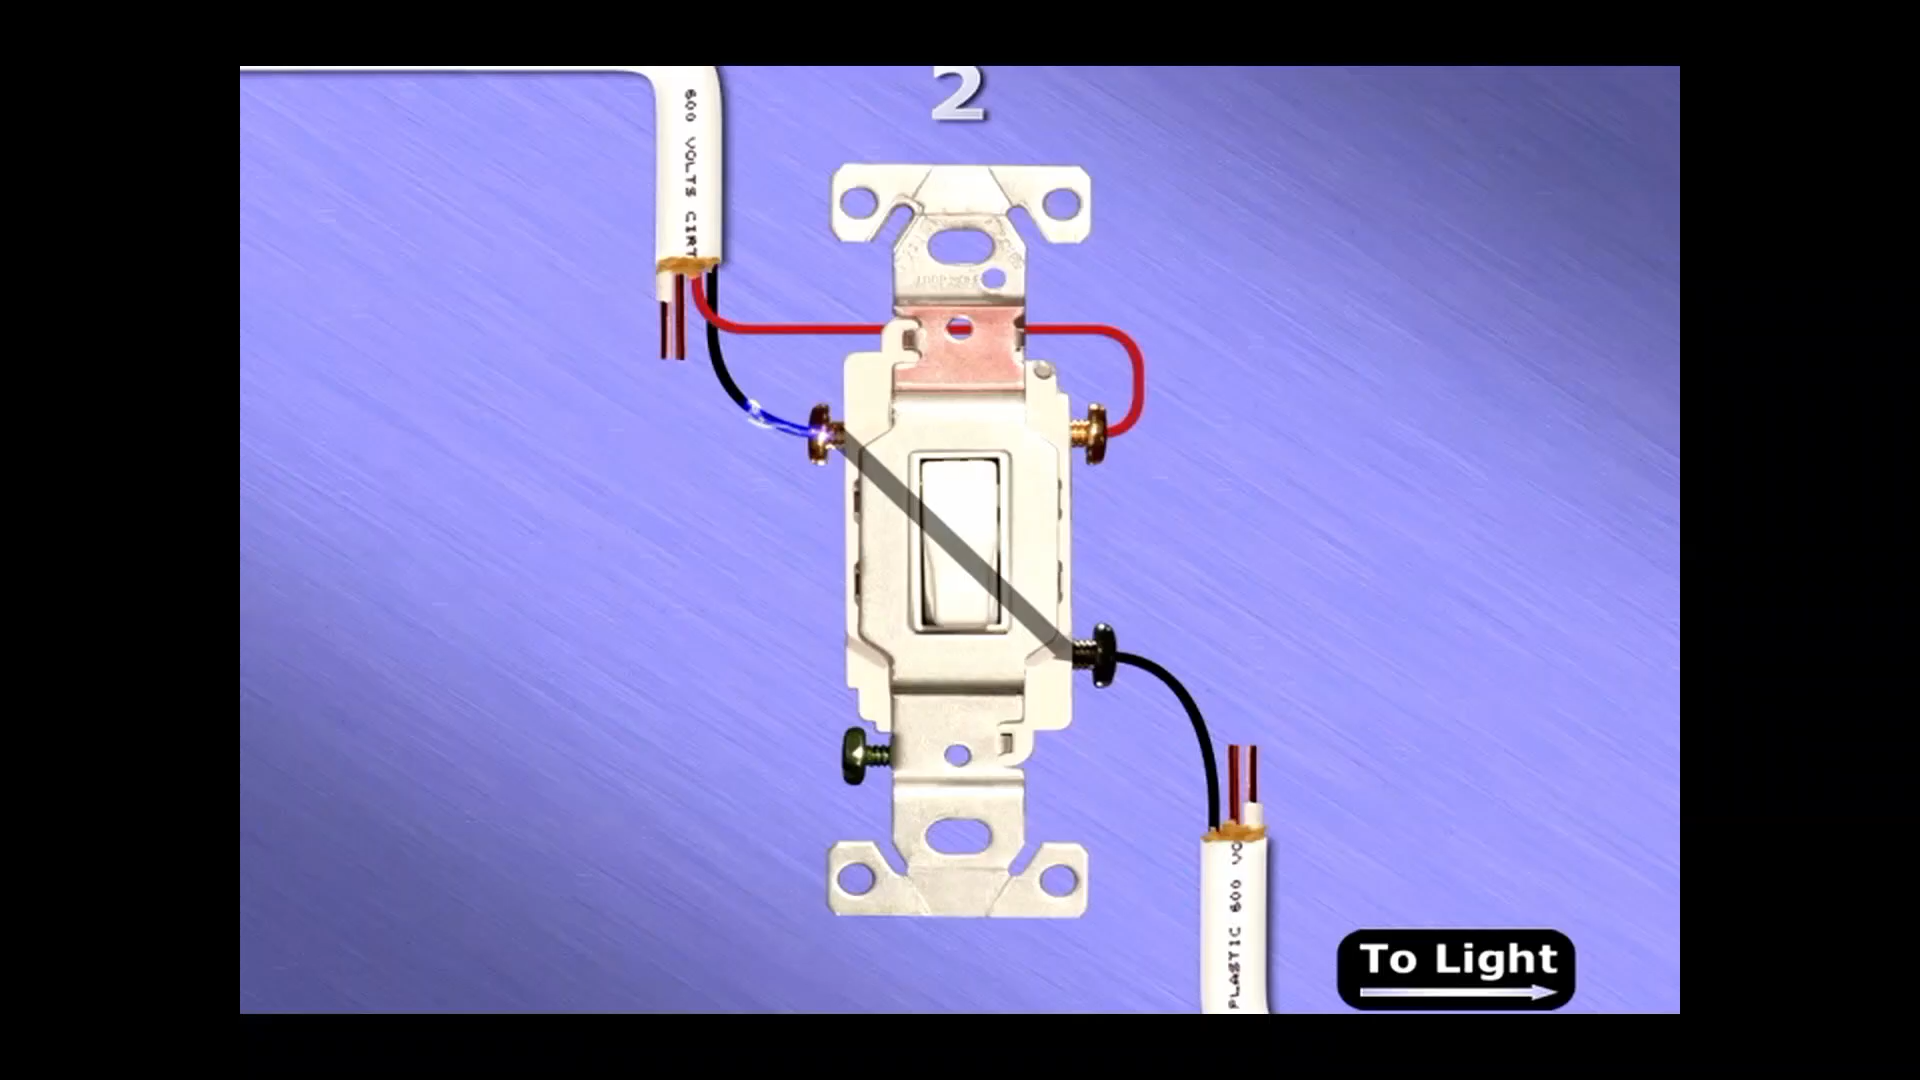 2
600 VOLTS CIRT
PLASTIC 600 VO
To Light